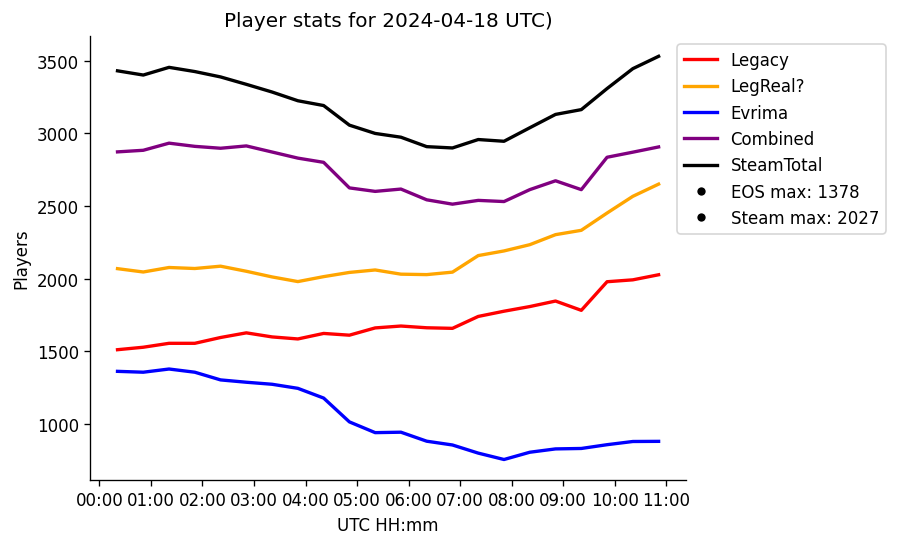 Player stats for 2024-04-18 UTC)
3500
3000
2500
2000
1500
1000
Players
00:00 01:00 02:00 03:00 04:00 05:00 06:00 07:00 08:00 09:00 10:00 11:00
UTC HH:mm
Legacy
LegReal?
Evrima
Combined
SteamTotal
EOS max: 1378
Steam max: 2027